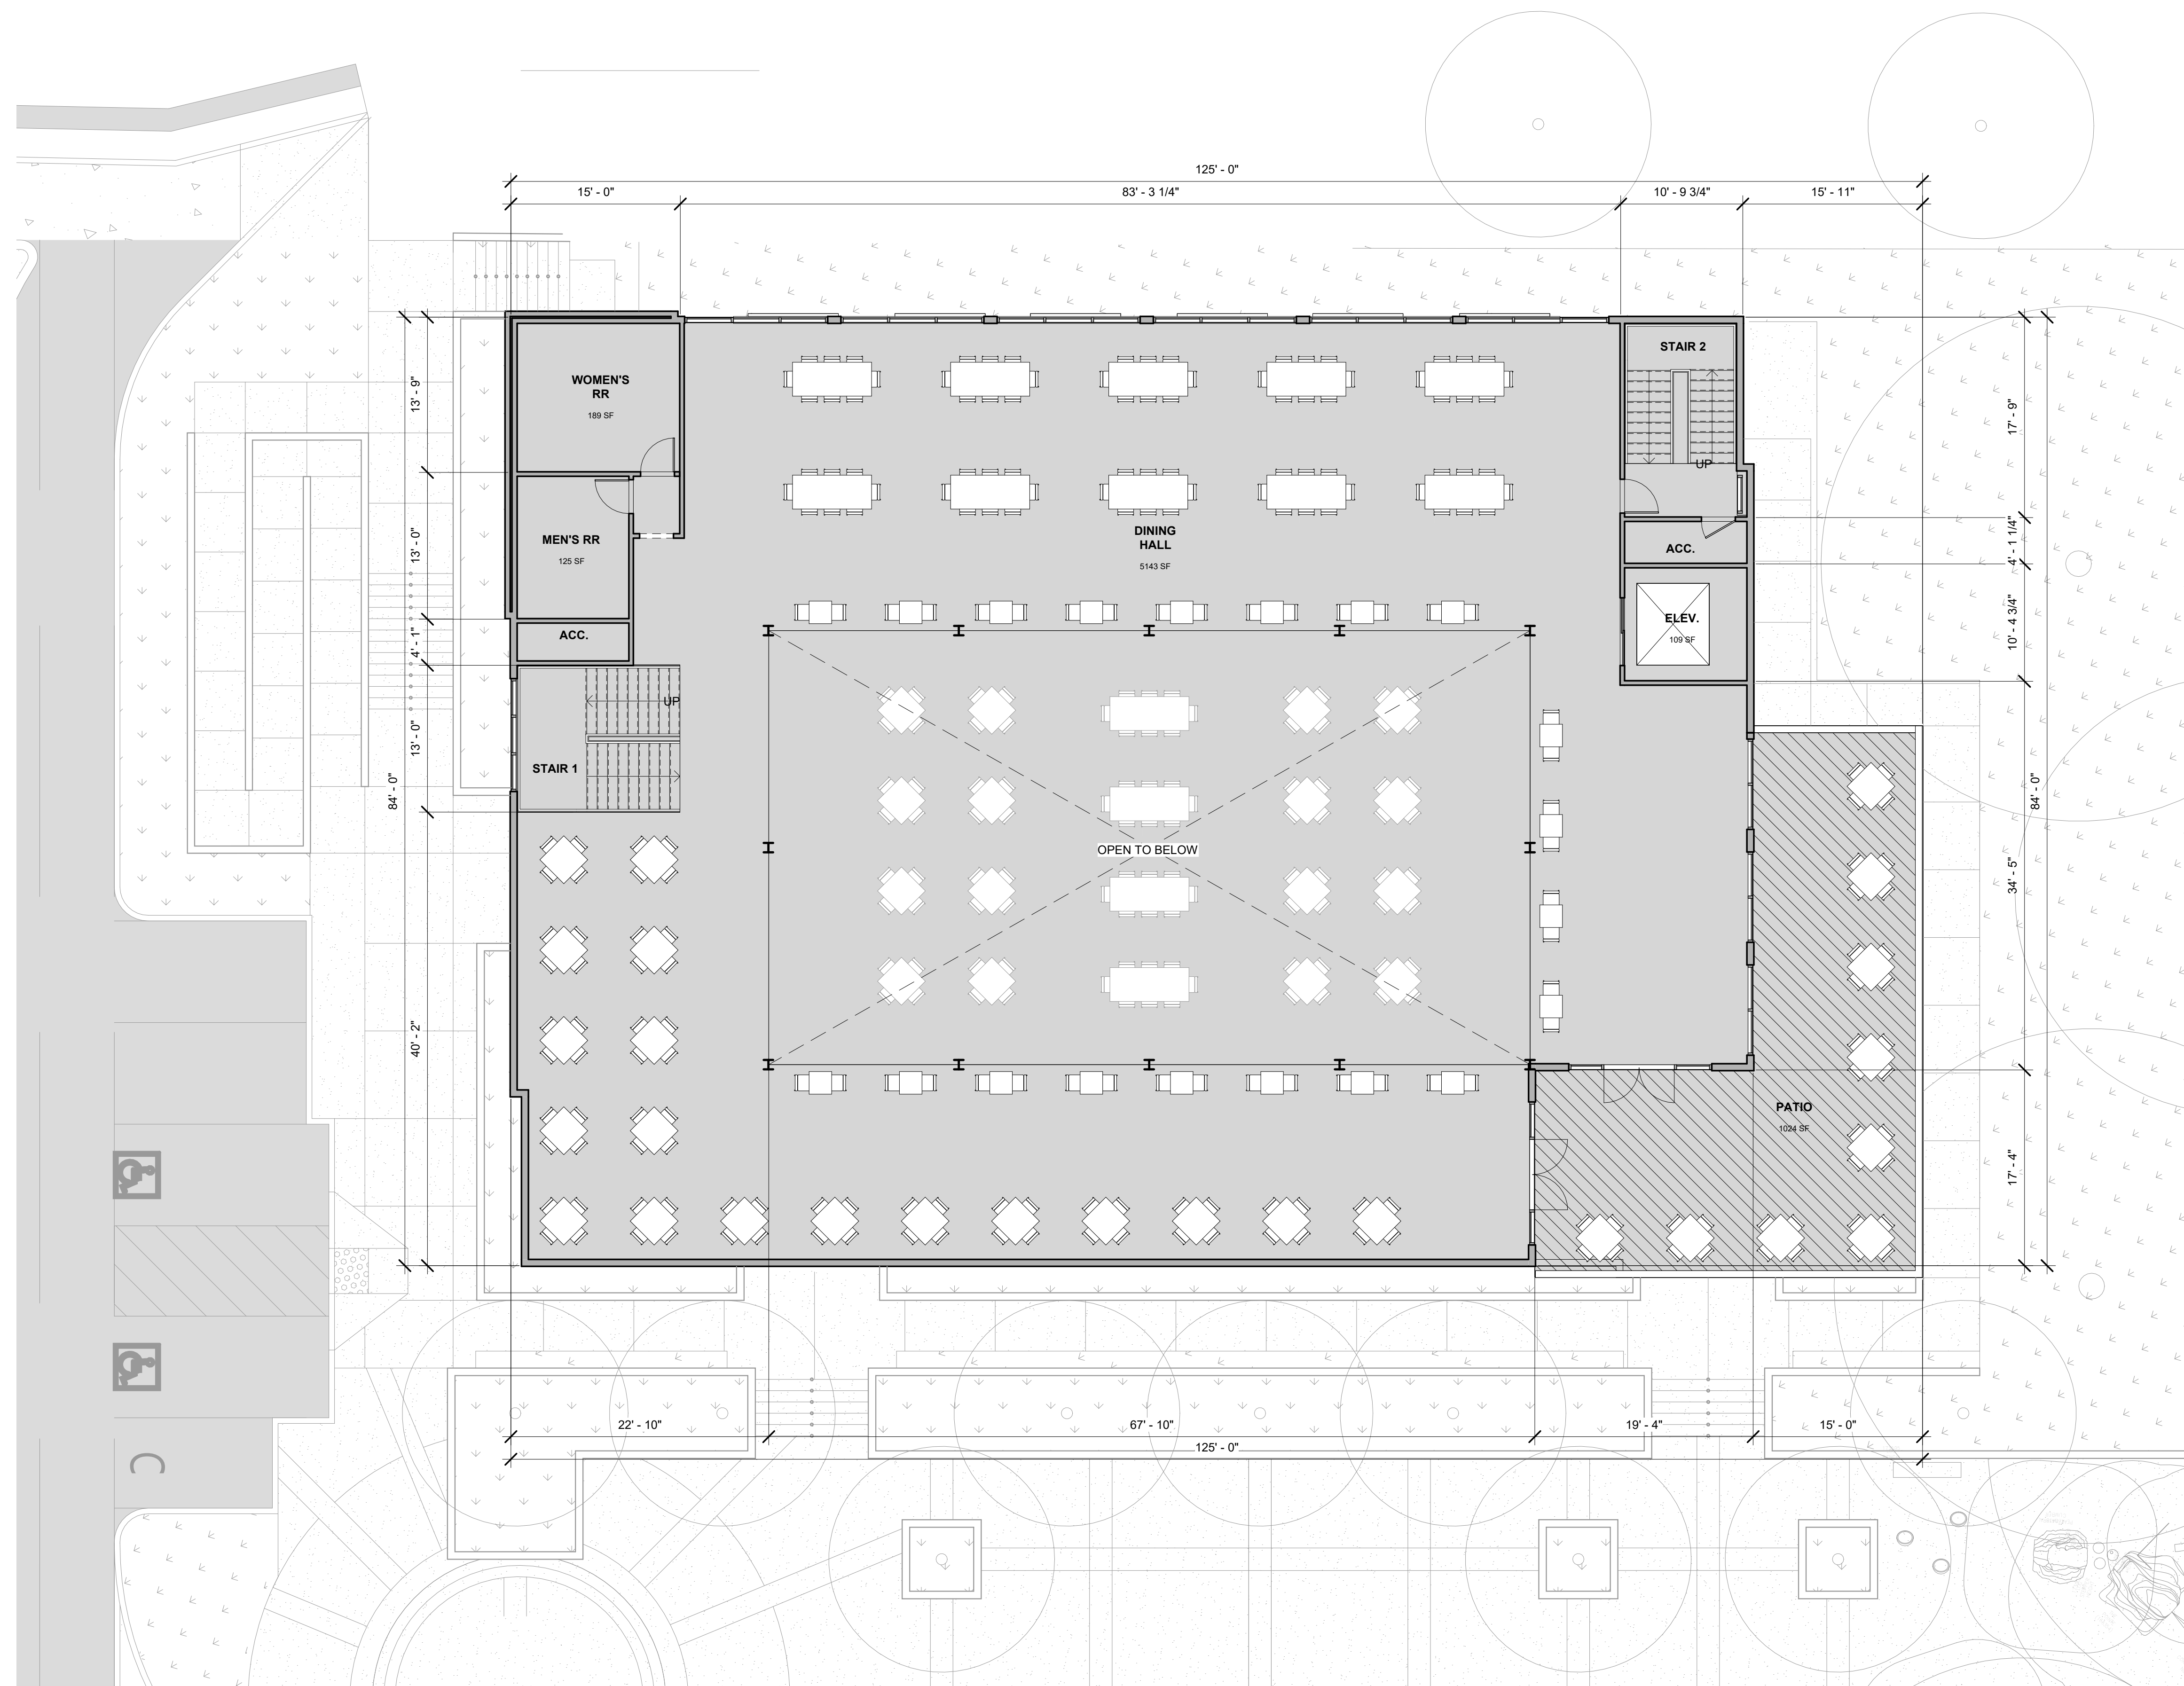 125' - 0"
15' - 0"
83' - 3 1/4"
10' - 9 3/4"
15' - 11"
STAIR 2
WOMEN'S
RR
189 SF
13' - 9"
17' - 9"
UP
DINING
HALL
5143 SF
MEN'S RR
125 SF
13' - 0"
ACC.
4' - 1 1/4"
ELEV.
109 SF
10' - 4 3/4"
ACC.
4' - 1"
UP
STAIR 1
13' - 0"
84' - 0"
84' - 0"
OPEN TO BELOW
34' - 5"
40' - 2"
PATIO
1024 SF
17' - 4"
22' - 10"
67' - 10"
19' - 4"
15' - 0"
125' - 0"
C